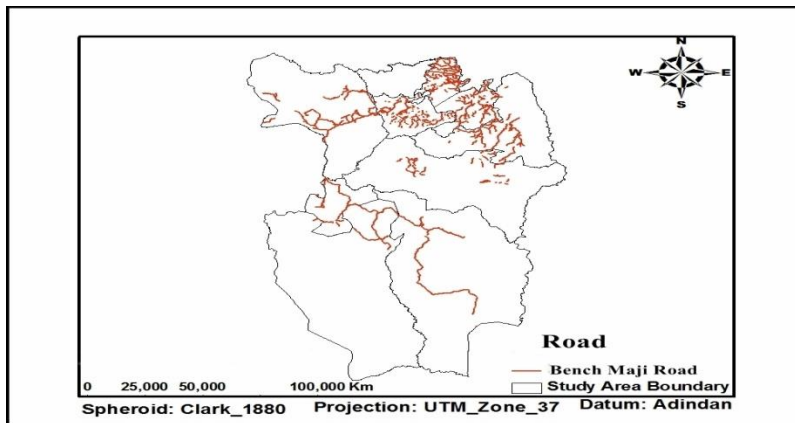 N
W E
S
Road
Bench Maji Road
Study Area Boundary
0 25,000 50,000 100,000 Km
Spheroid: Clark_1880 Projection: UTM_Zone_37 Datum: Adindan